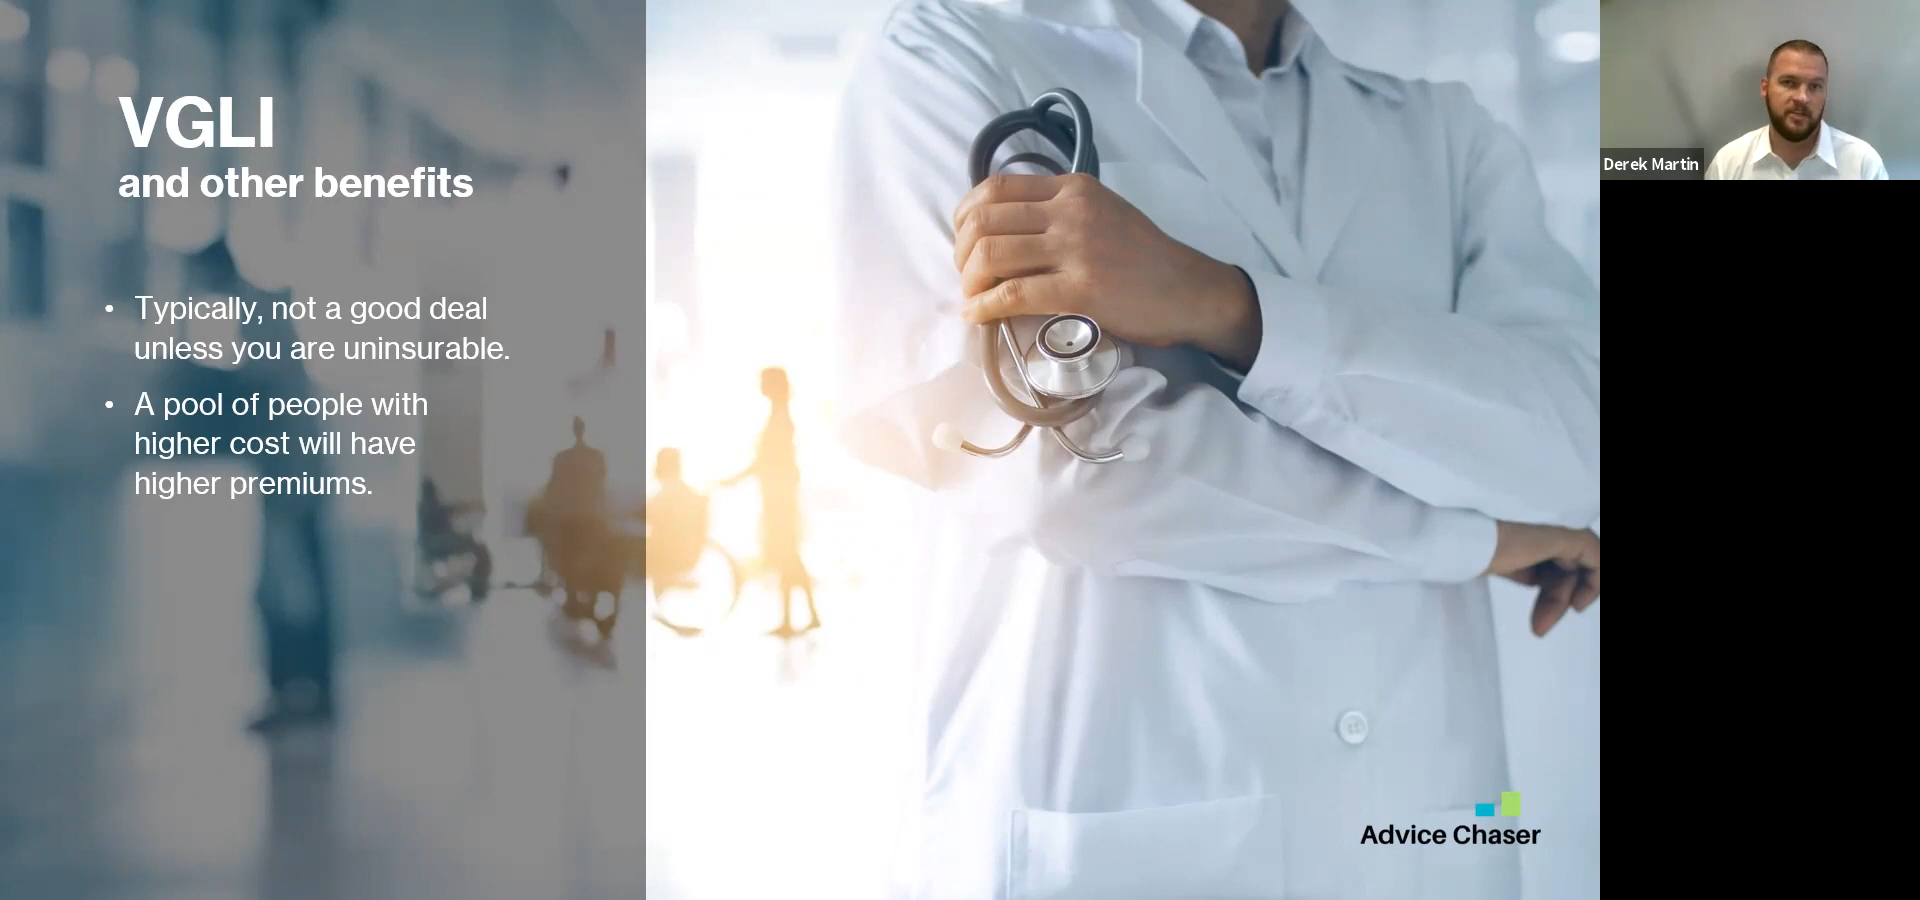 VGLI
and other benefits
• Typically, not a good deal
unless you are uninsurable.
• A pool of people with
higher cost will have
higher premiums.
Advice Chaser
Derek Martin